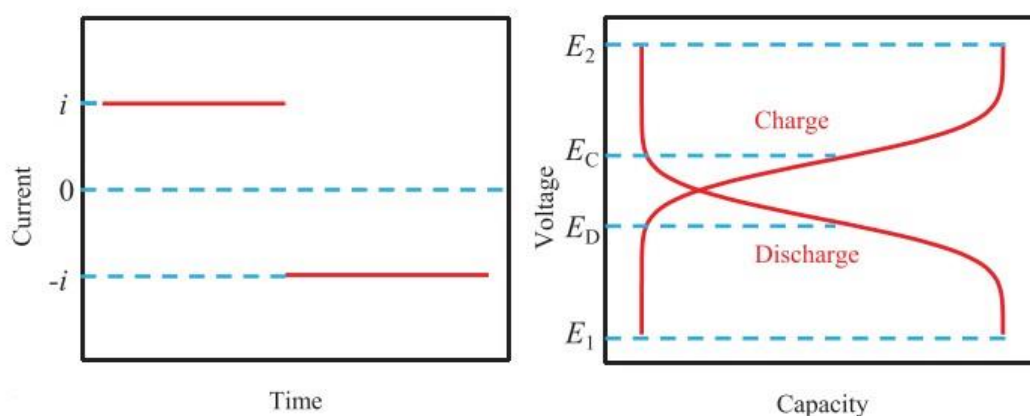 i
0
-i
Current
Time
E2
EC
ED
E1
Voltage
Charge
Discharge
Capacity